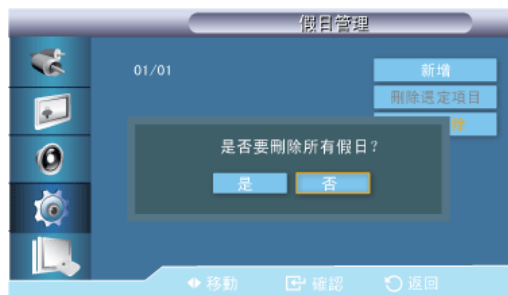 假日管理
01/01
新增
刪除選定項目
除
是否要刪除所有假日?
是 否
移動 確認 返回